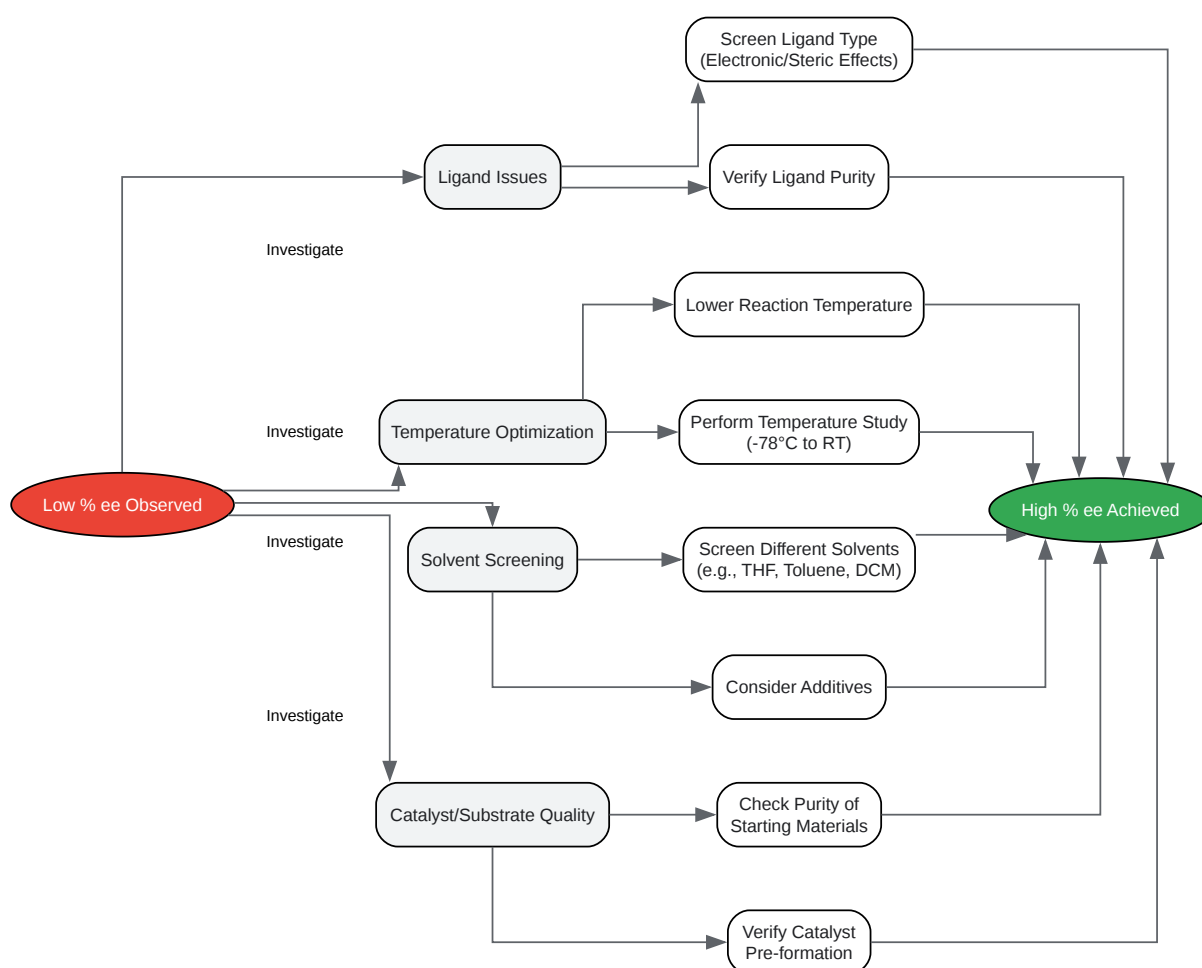 Screen Ligand Type
(Electronic/Steric Effects)
Ligand Issues
Verify Ligand Purity
Investigate
Lower Reaction Temperature
Investigate
Temperature Optimization
Perform Temperature Study
(-78°C to RT)
Low % ee Observed
High % ee Achieved
Investigate
Solvent Screening
Screen Different Solvents
(e.g., THF, Toluene, DCM)
Consider Additives
Investigate
Catalyst/Substrate Quality
Check Purity of
Starting Materials
Verify Catalyst
Pre-formation